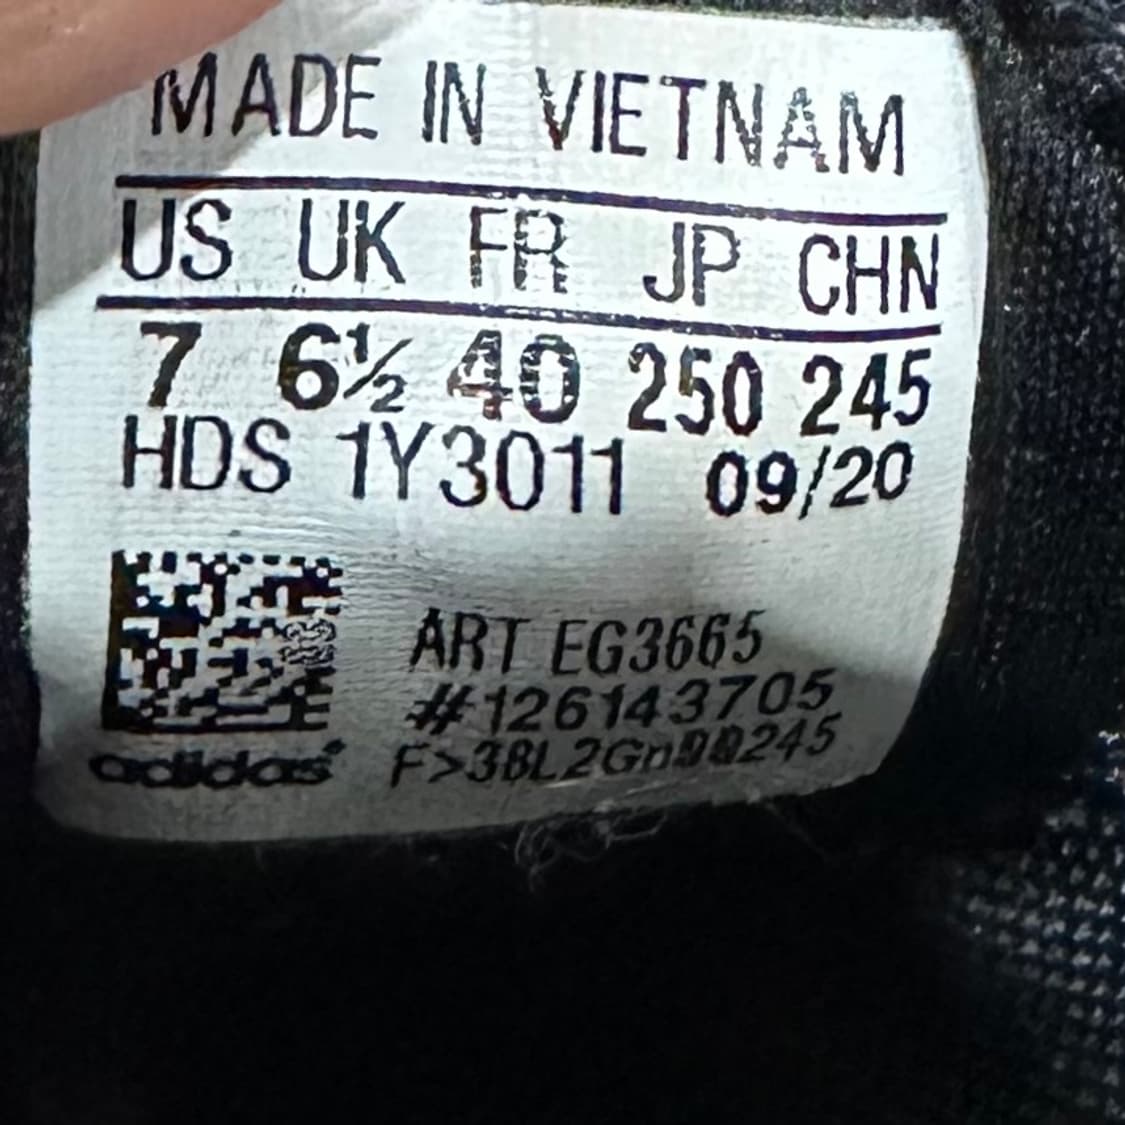 MADE IN VIETNAM
US UK FR JP CHN
7 6½ 40 250 245
HDS 1Y3011 09/20
ART EG3665
#126143705
adidas